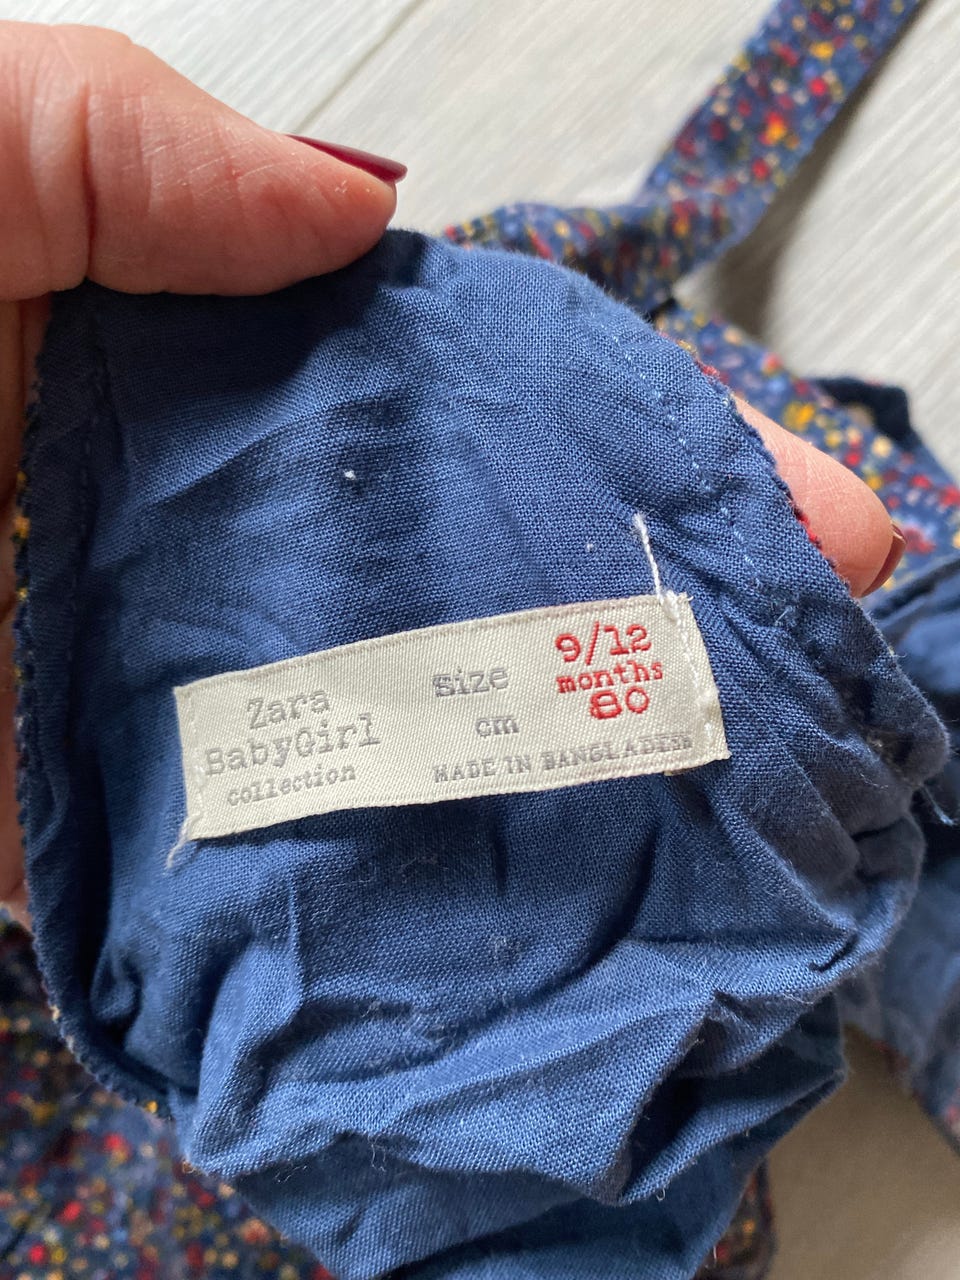 Zara
BabyGirl
collection
Size
cm
9/12
months
80
MADE IN BANGLADESH